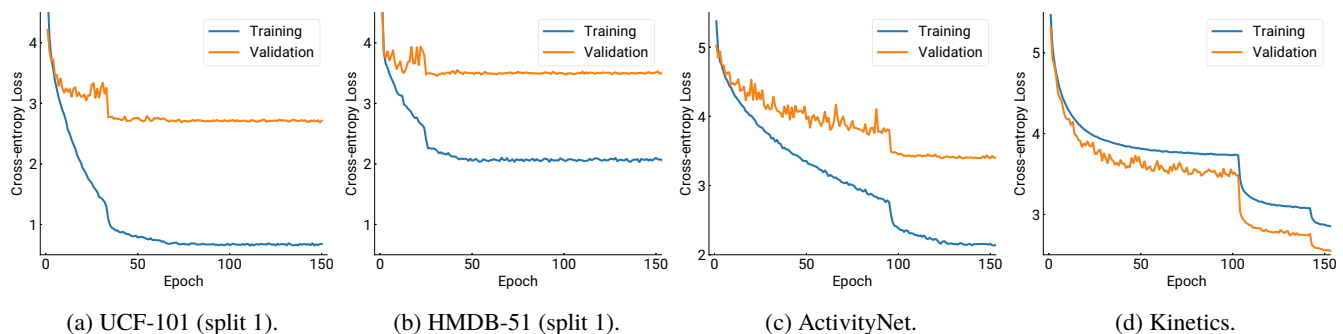 4
3
2
1
0
50
100
150
Cross-entropy Loss
Epoch
Training
Validation
(a) UCF-101 (split 1).
4
3
2
1
0
50
100
150
Cross-entropy Loss
Epoch
Training
Validation
(b) HMDB-51 (split 1).
5
4
3
2
0
50
100
150
Cross-entropy Loss
Epoch
Training
Validation
(c) ActivityNet.
5
4
3
0
50
100
150
Cross-entropy Loss
Epoch
Training
Validation
(d) Kinetics.